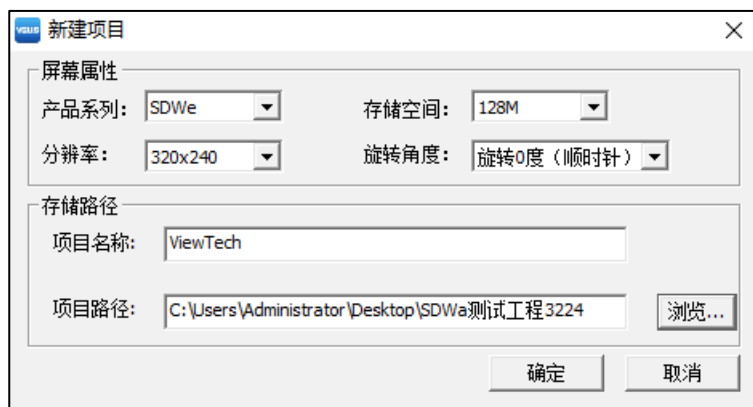 VGUS 新建项目
屏幕属性
产品系列: SDWe 存储空间: 128M
分辨率: 320x240 旋转角度: 旋转0度（顺时针）
存储路径
项目名称: ViewTech
项目路径: C:\Users\Administrator\Desktop\SDWa测试工程3224 浏览...
确定 取消